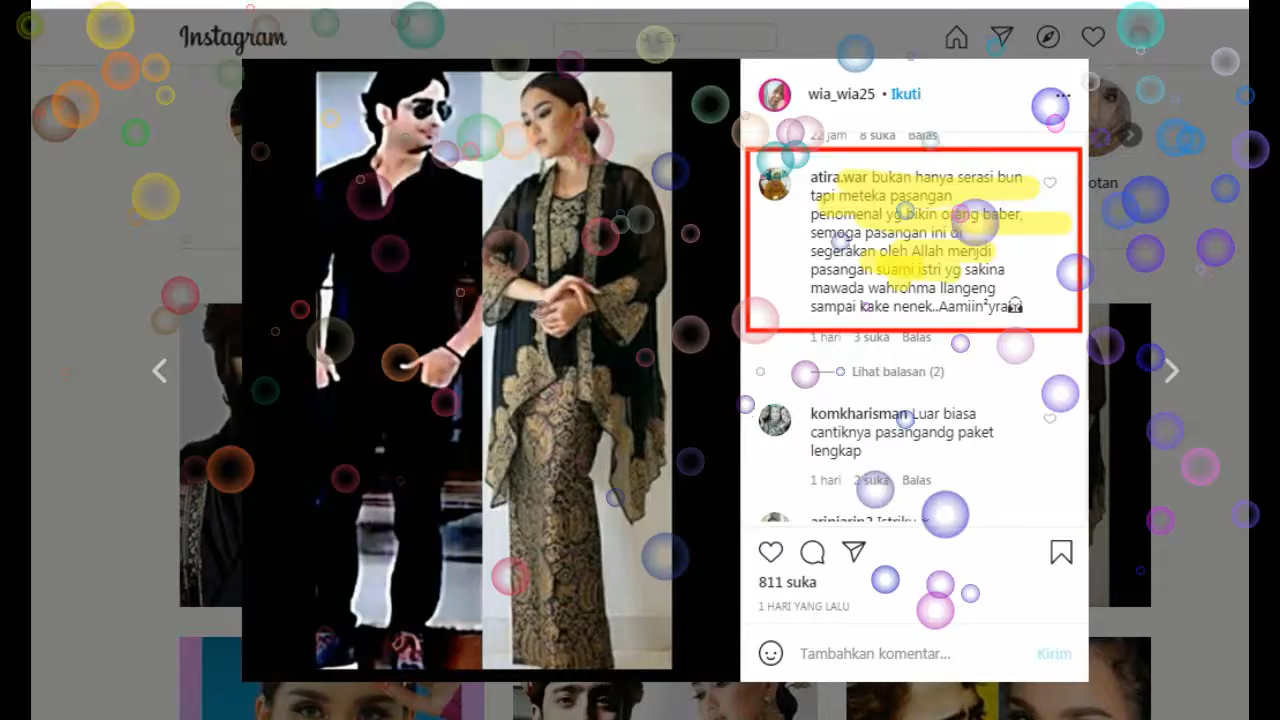 Instagram
Cari
wia_wia25 • Ikuti
22 jam 8 suka Balas
atira.war bukan hanya serasi bun
tapi meteka pasangan
penomenal yg bikin orang baber,
semoga pasangan ini di
segerakan oleh Allah menjdi
pasangan suami istri yg sakina
mawada wahrohma llangeng
sampai kake nenek..Aamiin²yra
1 hari 3 suka Balas
Lihat balasan (2)
komkharisman Luar biasa
cantiknya pasangandg paket
lengkap
1 hari 2 suka Balas
811 suka
1 HARI YANG LALU
Tambahkan komentar... Kirim
otan